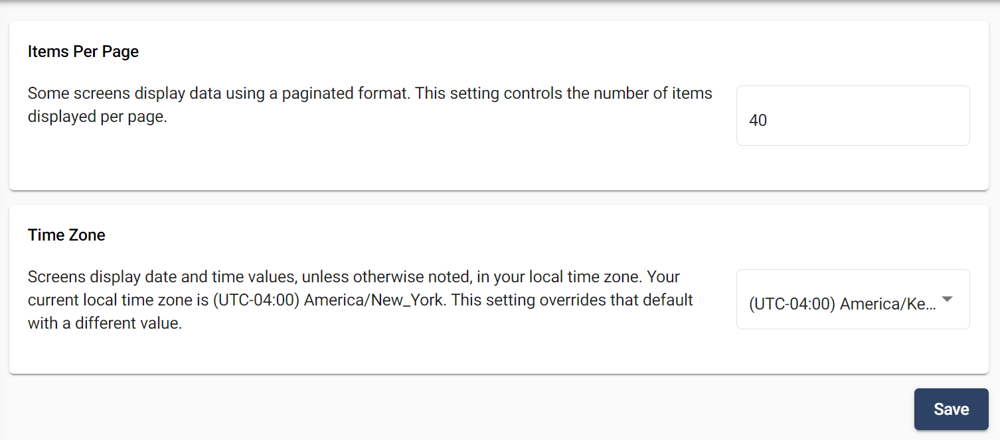 Items Per Page
Some screens display data using a paginated format. This setting controls the number of items
displayed per page.
40
Time Zone
Screens display date and time values, unless otherwise noted, in your local time zone. Your
current local time zone is (UTC-04:00) America/New_York. This setting overrides that default
with a different value.
(UTC-04:00) America/Ke...
Save